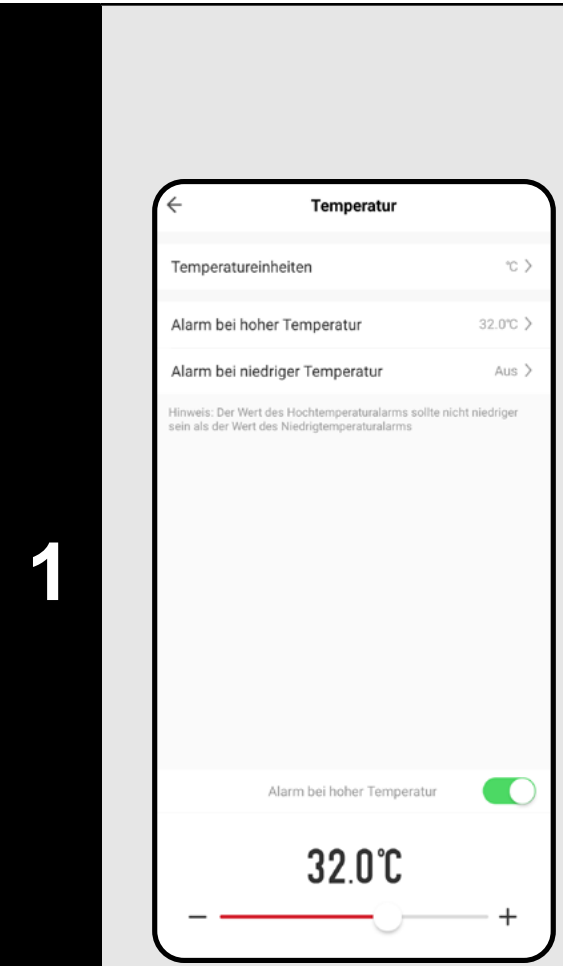 Temperatur
Temperatureinheiten °C
Alarm bei hoher Temperatur 32.0°C
Alarm bei niedriger Temperatur Aus
Hinweis: Der Wert des Hochtemperaturalarms sollte nicht niedriger
sein als der Wert des Niedrigtemperaturalarms
1
Alarm bei hoher Temperatur
32.0°C
− +